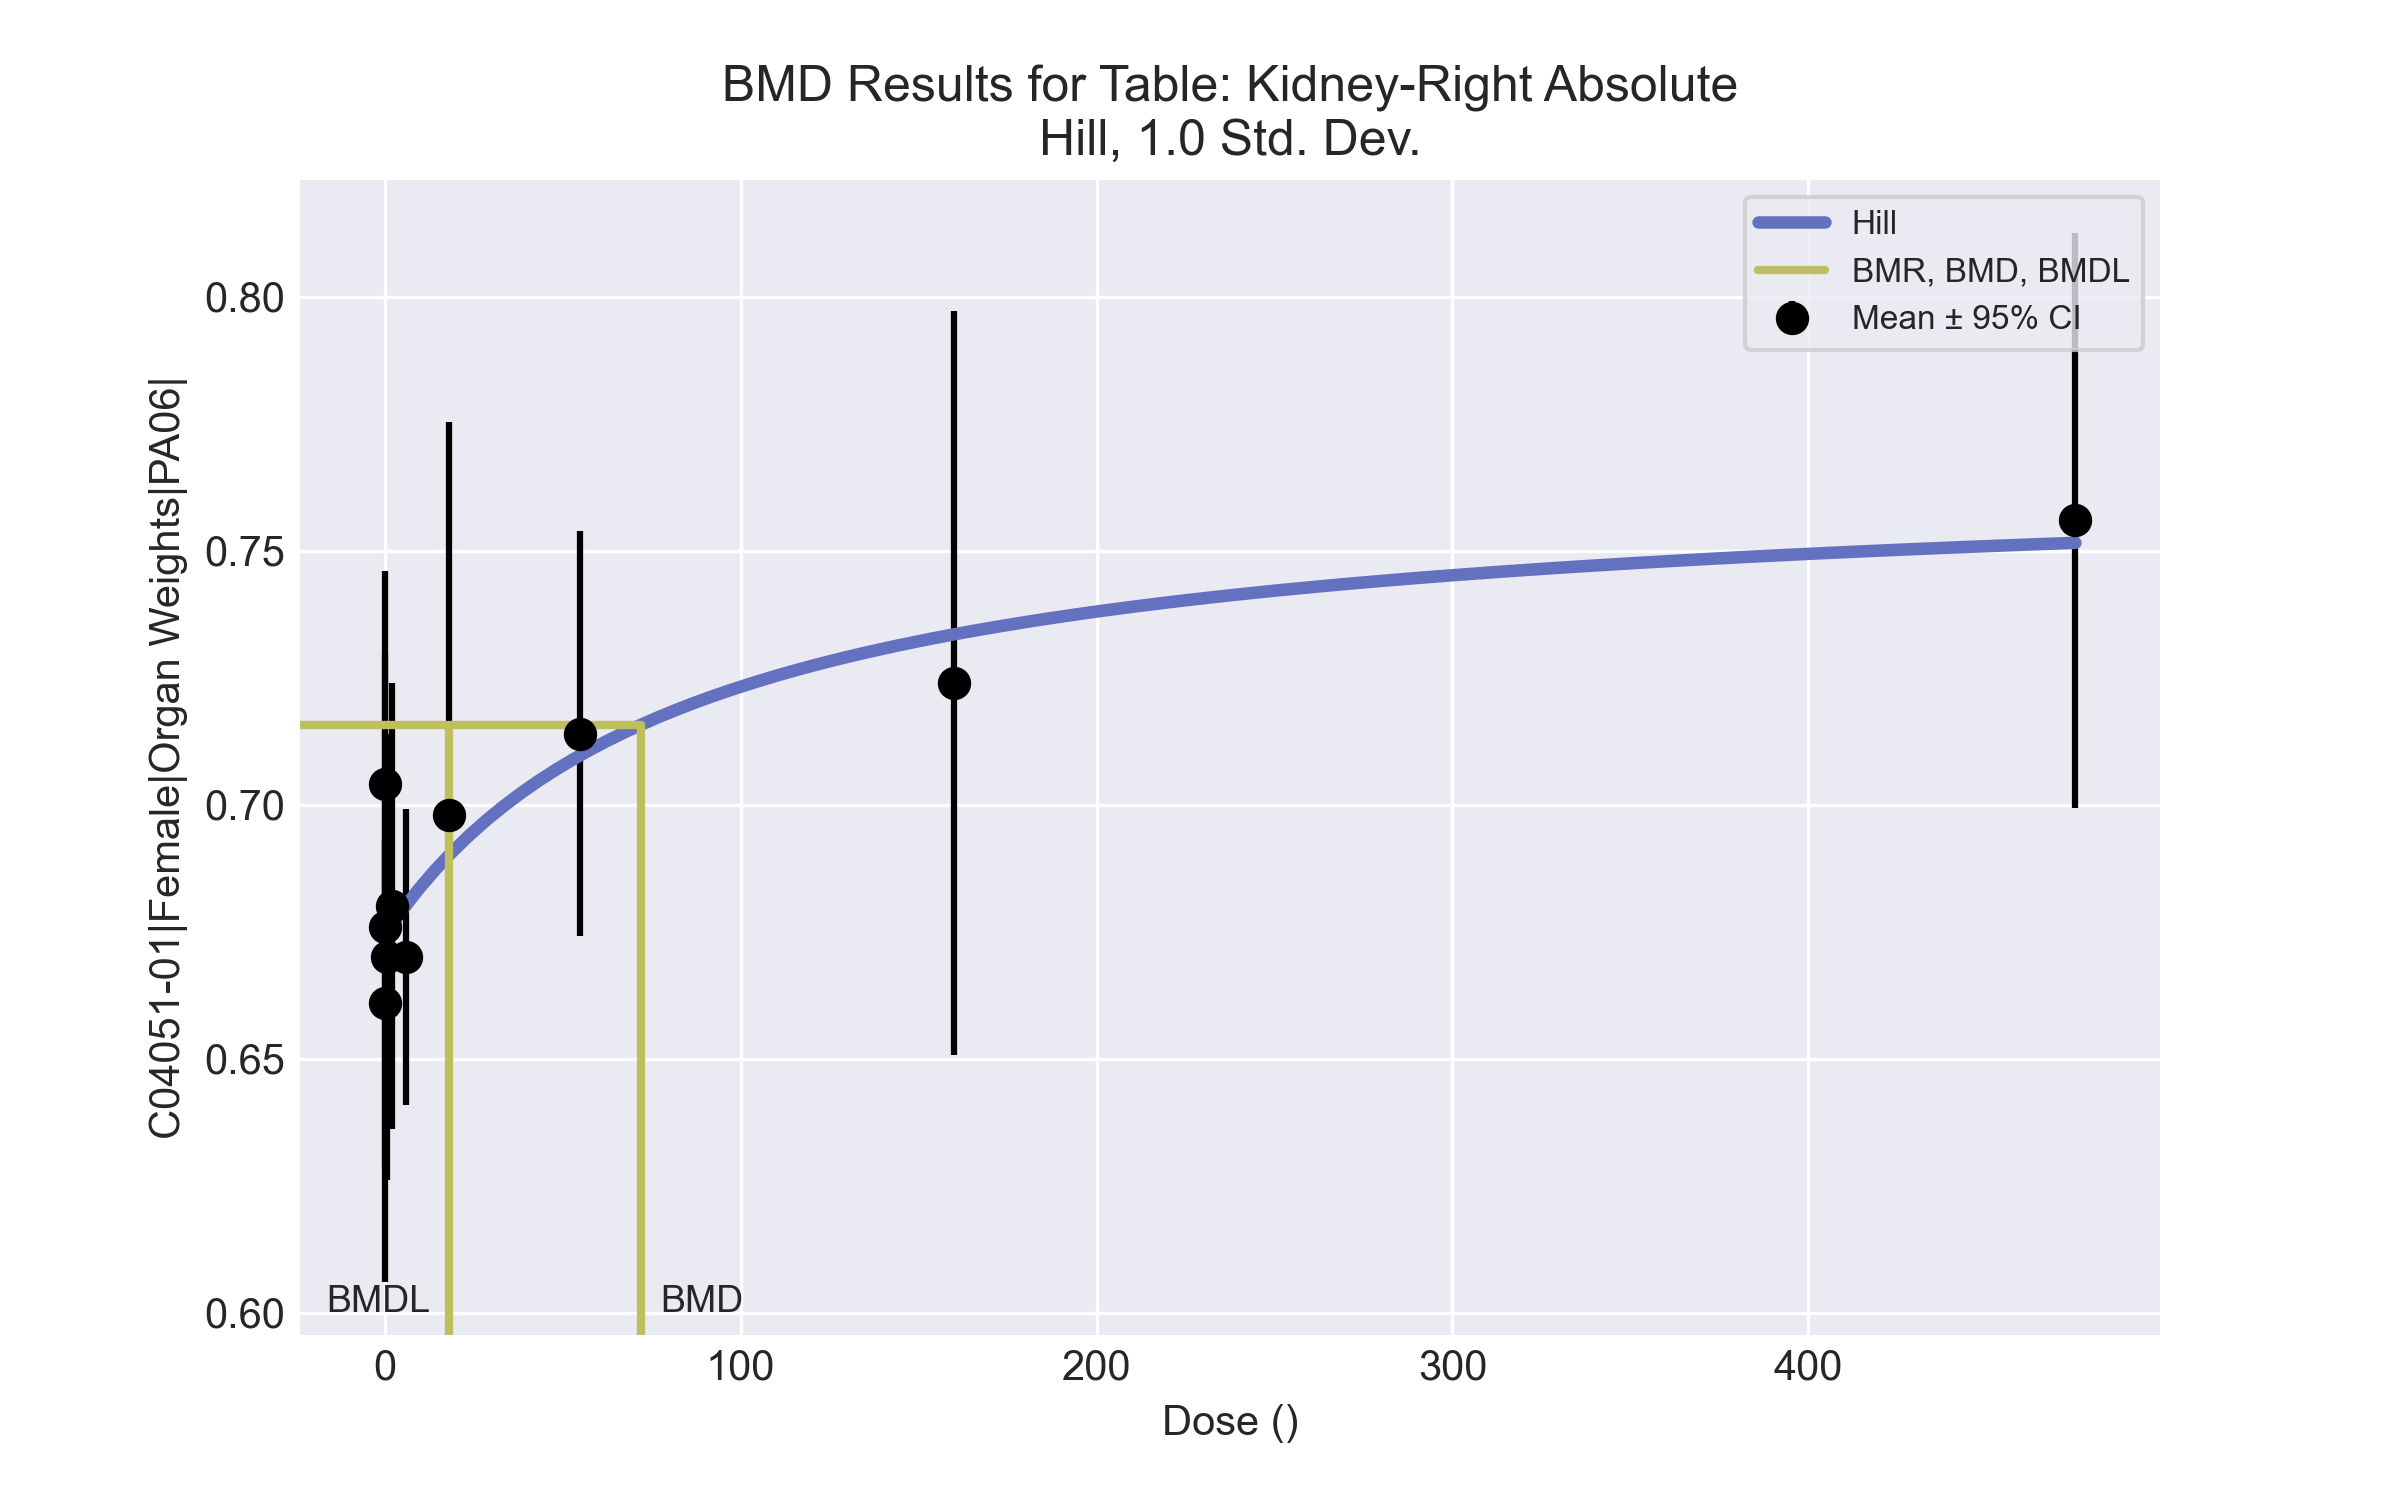 BMD Results for Table: Kidney-Right Absolute
Hill, 1.0 Std. Dev.
Hill
BMR, BMD, BMDL
Mean ± 95% CI
C04051-01|Female|Organ Weights|PA06|
0.80
0.75
0.70
0.65
0.60
BMDL
BMD
0
100
200
300
400
Dose ()